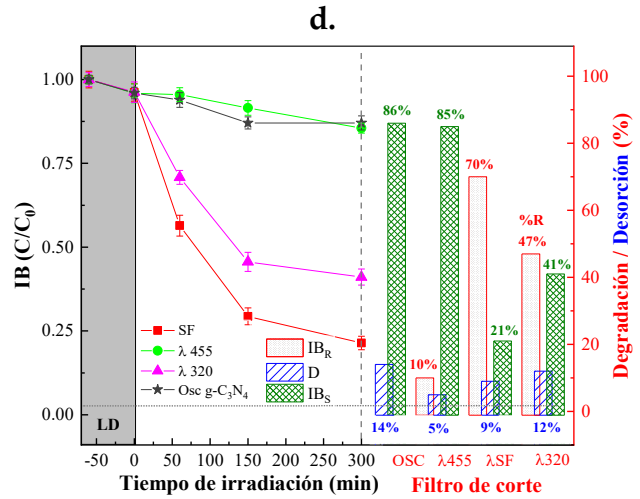 d.
IB (C/C₀)
1.00
0.75
0.50
0.25
0.00
LD
SF
λ 455
λ 320
Osc g-C₃N₄
IB_R
D
IB_S
86%
85%
70%
%R
47%
41%
21%
10%
14%
5%
9%
12%
100
80
60
40
20
0
Degradación / Desorción (%)
-50 0 50 100 150 200 250 300
OSC λ455 λSF λ320
Tiempo de irradiación (min)
Filtro de corte